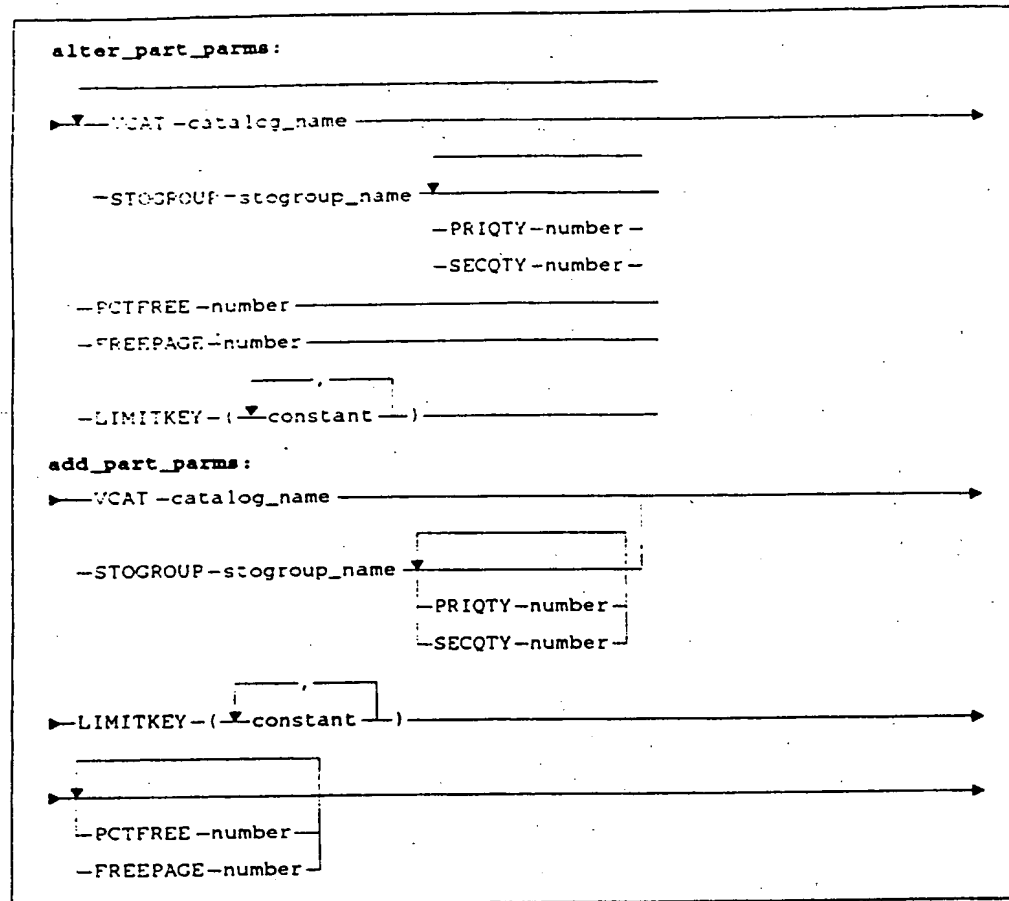 alter_part_parms:
VCAT-catalog_name
-STOGROUP-stogroup_name
-PRIQTY-number-
-SECQTY-number-
-PCTFREE-number
-FREEPAGE-number
,
-LIMITKEY-(constant)
add_part_parms:
VCAT-catalog_name
-STOGROUP-stogroup_name
-PRIQTY-number-
-SECQTY-number-
,
LIMITKEY-(constant)
-PCTFREE-number-
-FREEPAGE-number-